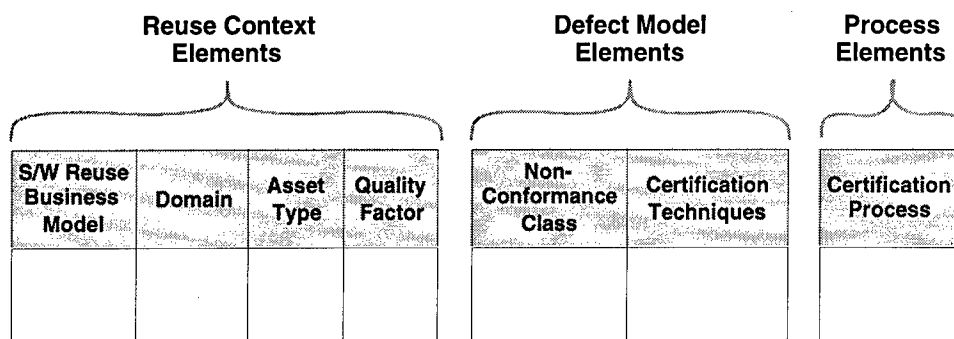 Reuse Context
Elements
Defect Model
Elements
Process
Elements
S/W Reuse
Business
Model
Domain
Asset
Type
Quality
Factor
Non-
Conformance
Class
Certification
Techniques
Certification
Process